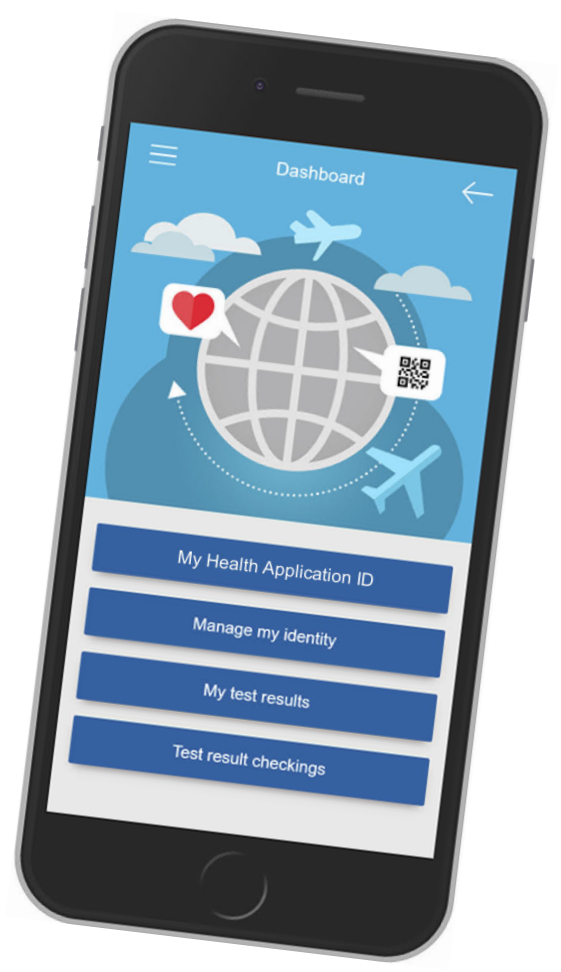 Dashboard
My Health Application ID
Manage my identity
My test results
Test result checkings